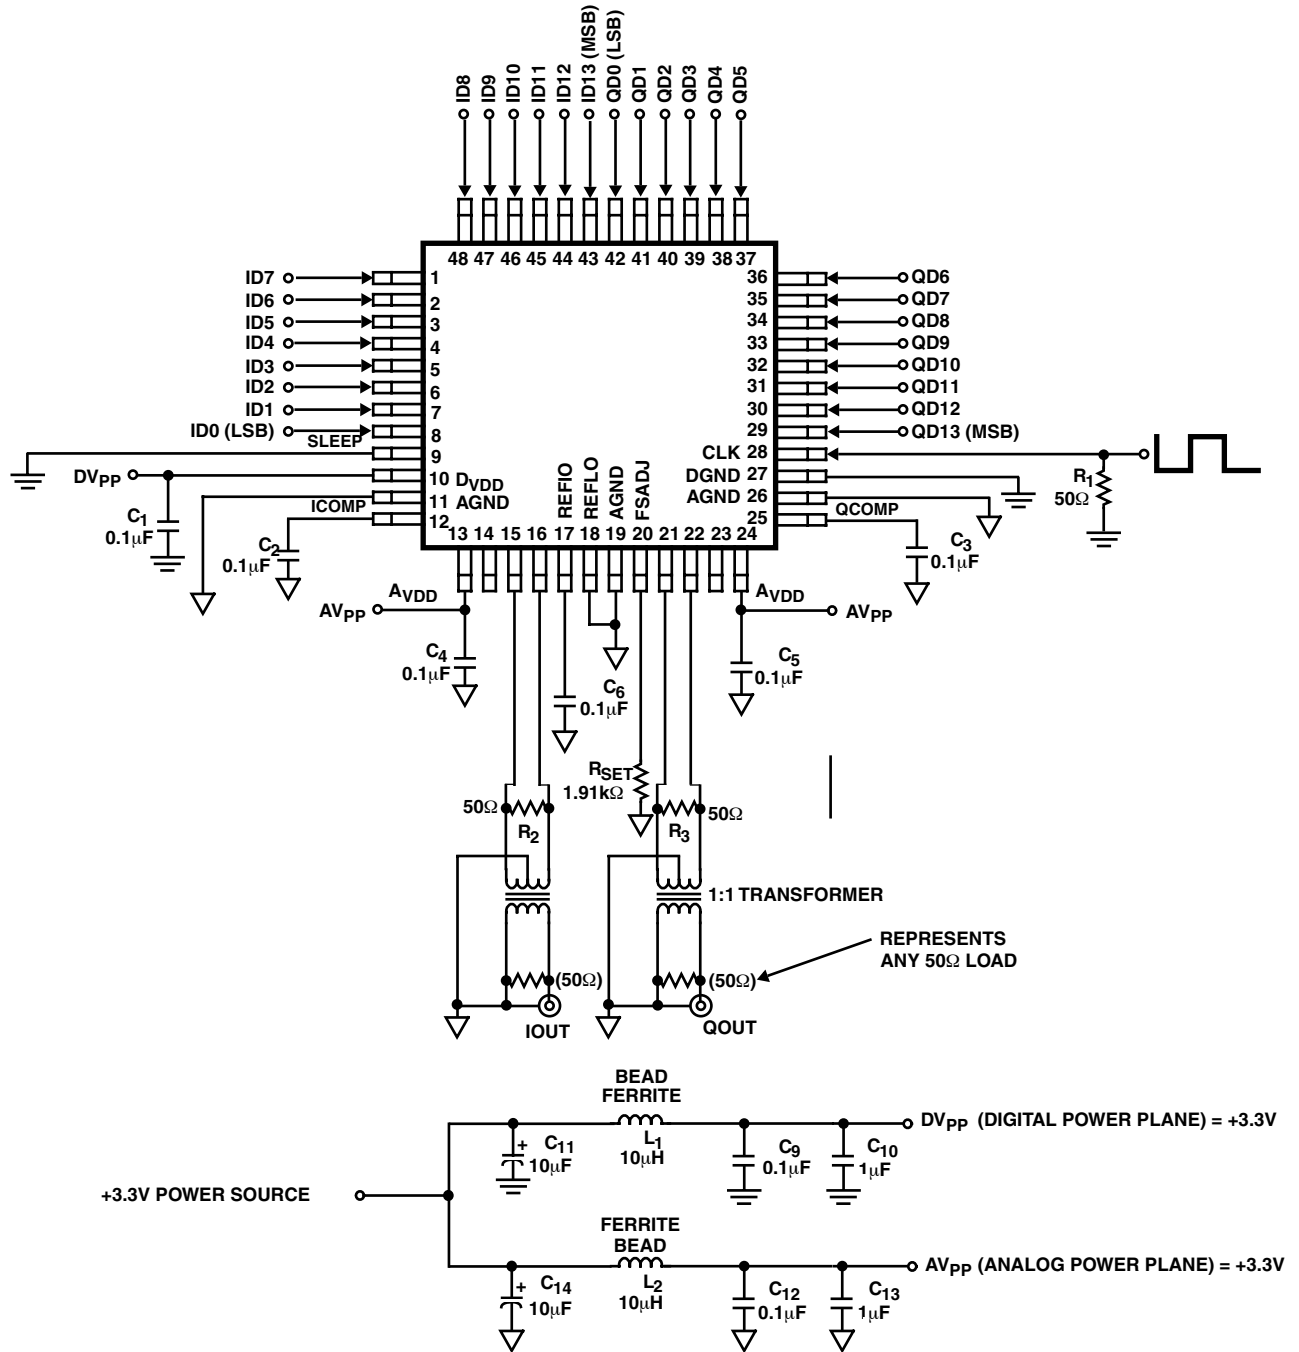 ID8
ID9
ID10
ID11
ID12
ID13 (MSB)
QD0 (LSB)
QD1
QD2
QD3
QD4
QD5
48 47 46 45 44 43 42 41 40 39 38 37
ID7
ID6
ID5
ID4
ID3
ID2
ID1
ID0 (LSB)
SLEEP
DVPP
ICOMP
1
2
3
4
5
6
7
8
9
10 DVDD
11 AGND
12
36
35
34
33
32
31
30
29
CLK 28
DGND 27
AGND 26
25
QD6
QD7
QD8
QD9
QD10
QD11
QD12
QD13 (MSB)
QCOMP
R1
50Ω
REFIO
REFLO
AGND
FSADJ
13 14 15 16 17 18 19 20 21 22 23 24
C1
0.1µF
C2
0.1µF
C3
0.1µF
AVDD
AVPP
AVDD
AVPP
C4
0.1µF
C6
0.1µF
C5
0.1µF
RSET
1.91kΩ
50Ω
R2
R3
50Ω
1:1 TRANSFORMER
REPRESENTS
ANY 50Ω LOAD
(50Ω)
(50Ω)
IOUT
QOUT
BEAD
FERRITE
+
C11
10µF
L1
10µH
C9
0.1µF
C10
1µF
DVPP (DIGITAL POWER PLANE) = +3.3V
+3.3V POWER SOURCE
FERRITE
BEAD
+
C14
10µF
L2
10µH
C12
0.1µF
C13
1µF
AVPP (ANALOG POWER PLANE) = +3.3V